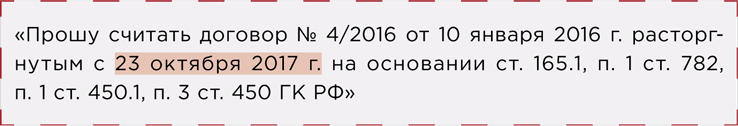 «Прошу считать договор № 4/2016 от 10 января 2016 г. расторг-
нутым с 23 октября 2017 г. на основании ст. 165.1, п. 1 ст. 782,
п. 1 ст. 450.1, п. 3 ст. 450 ГК РФ»